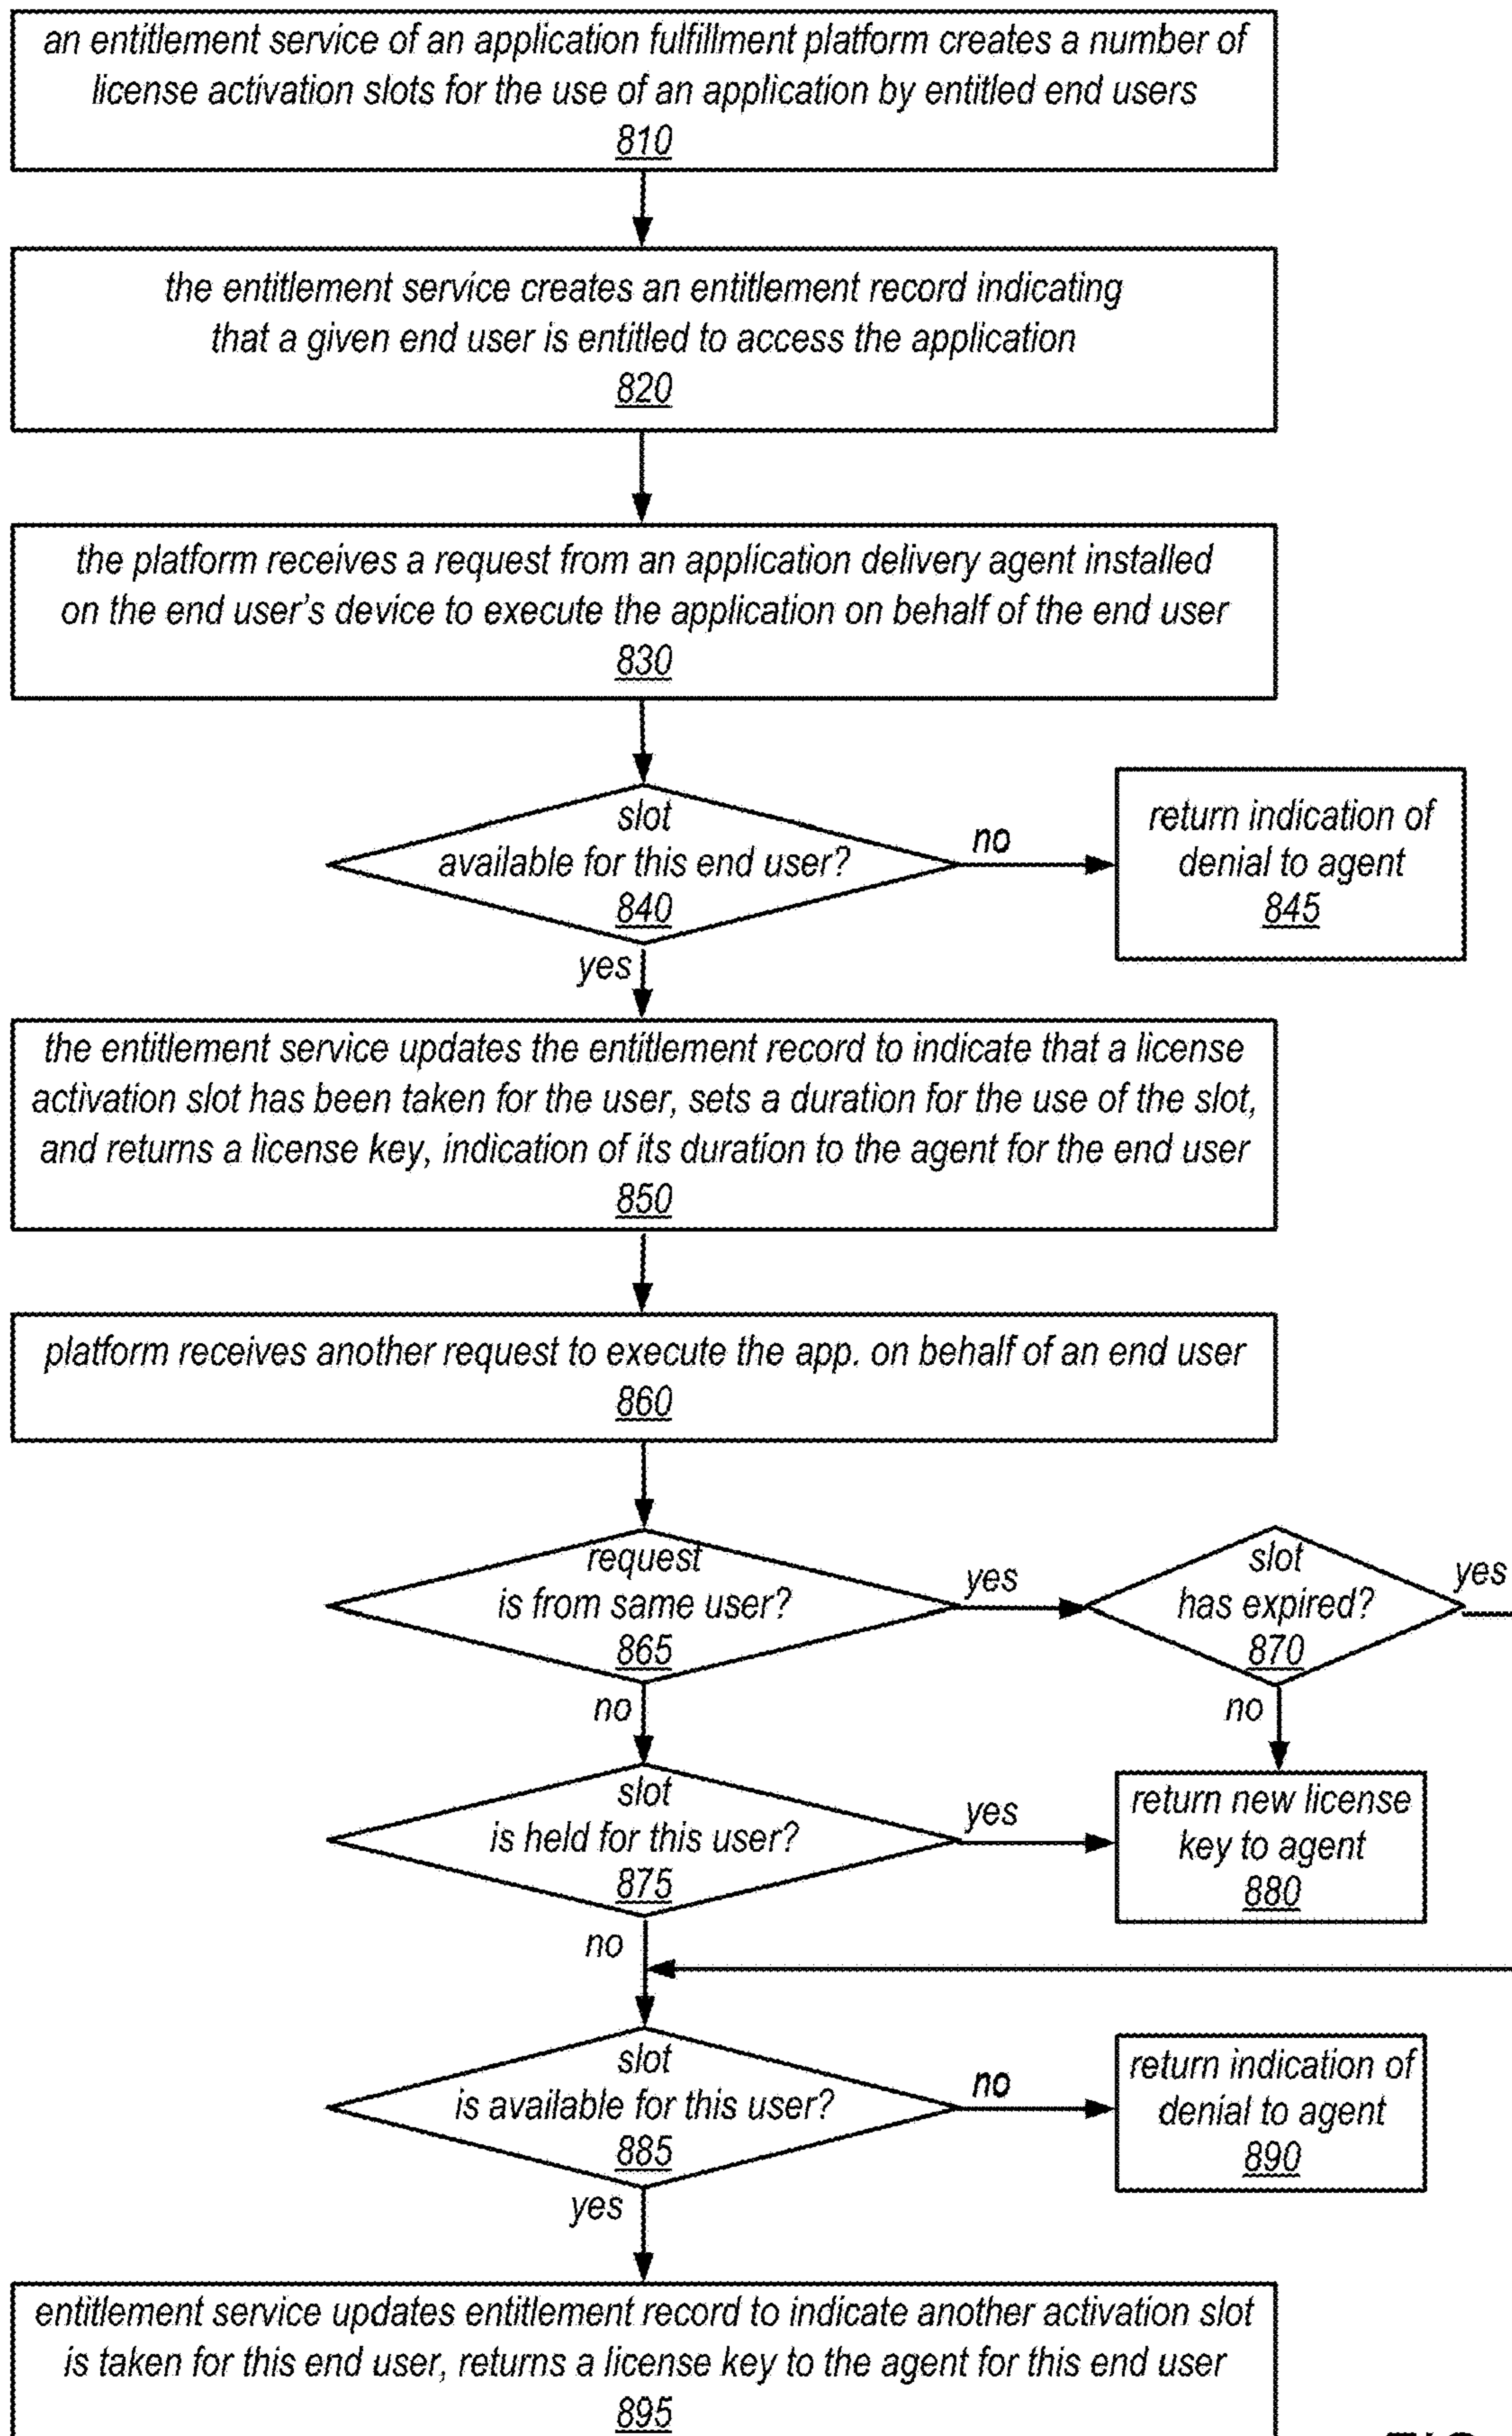 an entitlement service of an application fulfillment platform creates a number of
license activation slots for the use of an application by entitled end users
810
the entitlement service creates an entitlement record indicating
that a given end user is entitled to access the application
820
the platform receives a request from an application delivery agent installed
on the end user's device to execute the application on behalf of the end user
830
slot
available for this end user?
840
no
return indication of
denial to agent
845
yes
the entitlement service updates the entitlement record to indicate that a license
activation slot has been taken for the user, sets a duration for the use of the slot,
and returns a license key, indication of its duration to the agent for the end user
850
platform receives another request to execute the app. on behalf of an end user
860
request
is from same user?
865
yes
slot
has expired?
870
yes
no
no
slot
is held for this user?
875
yes
return new license
key to agent
880
no
slot
is available for this user?
885
no
return indication of
denial to agent
890
yes
entitlement service updates entitlement record to indicate another activation slot
is taken for this end user, returns a license key to the agent for this end user
895